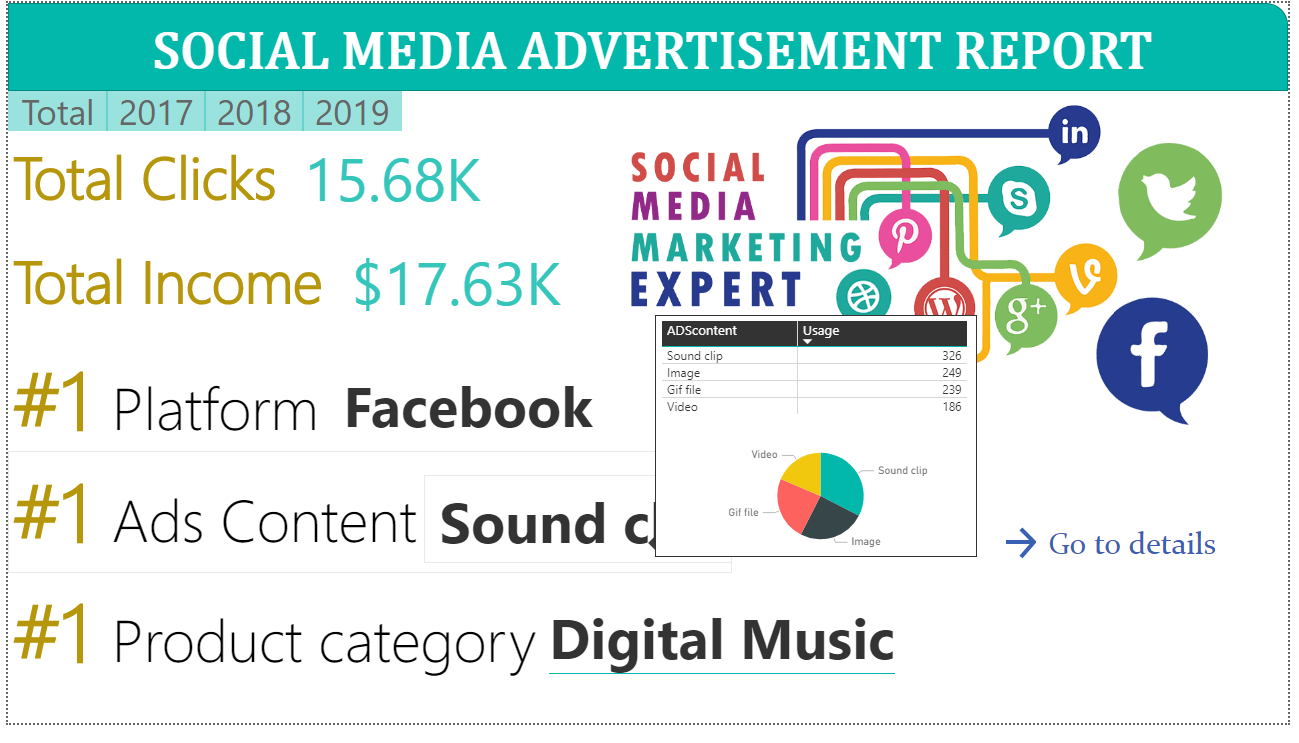 SOCIAL MEDIA ADVERTISEMENT REPORT
Total 2017 2018 2019
Total Clicks 15.68K
Total Income $17.63K
SOCIAL
MEDIA
MARKETING
EXPERT
in
S
g+
f
#1 Platform Facebook
ADScontent Usage
Sound clip 326
Image 249
Gif file 239
Video 186
Video
Sound clip
Gif file
Image
#1 Ads Content Sound cl
Go to details
#1 Product category Digital Music